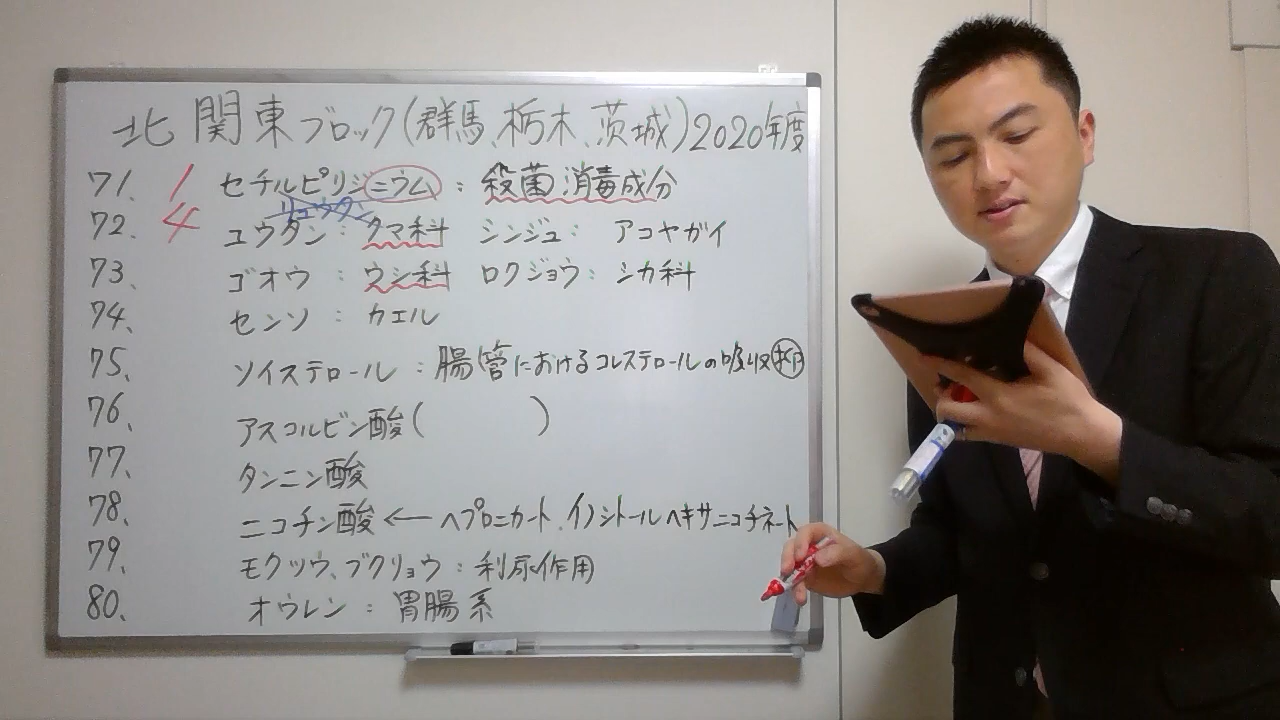 北関東ブロック(群馬、栃木、茨城)2020年度
71、 1 セチルピリジニウム : 殺菌消毒成分
リュウタン
72、 4 ユウタン : クマ科 シンジュ : アコヤガイ
73、 ゴオウ : ウシ科 ロクジョウ : シカ科
74、 センソ : カエル
75、 ソイステロール : 腸管におけるコレステロールの吸収抑
76、 アスコルビン酸( )
77、 タンニン酸
78、 ニコチン酸 ← ヘプロニカート、イノシトールヘキサニコチネート
79、 モクツウ、ブクリョウ : 利尿作用
80、 オウレン : 胃腸系